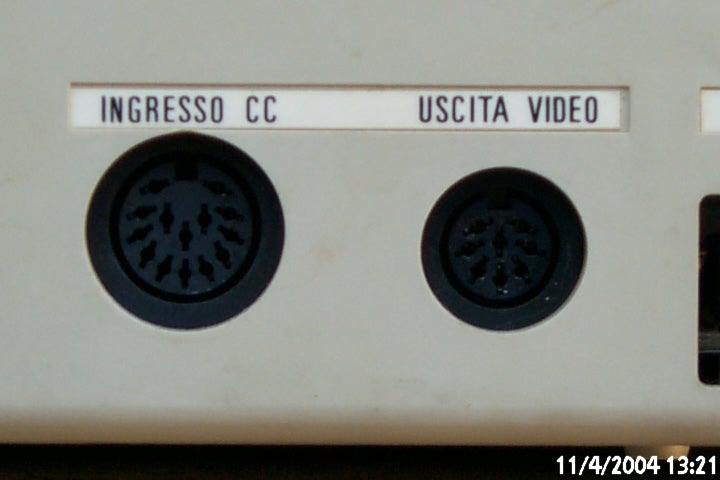 INGRESSO CC USCITA VIDEO
11/4/2004 13:21